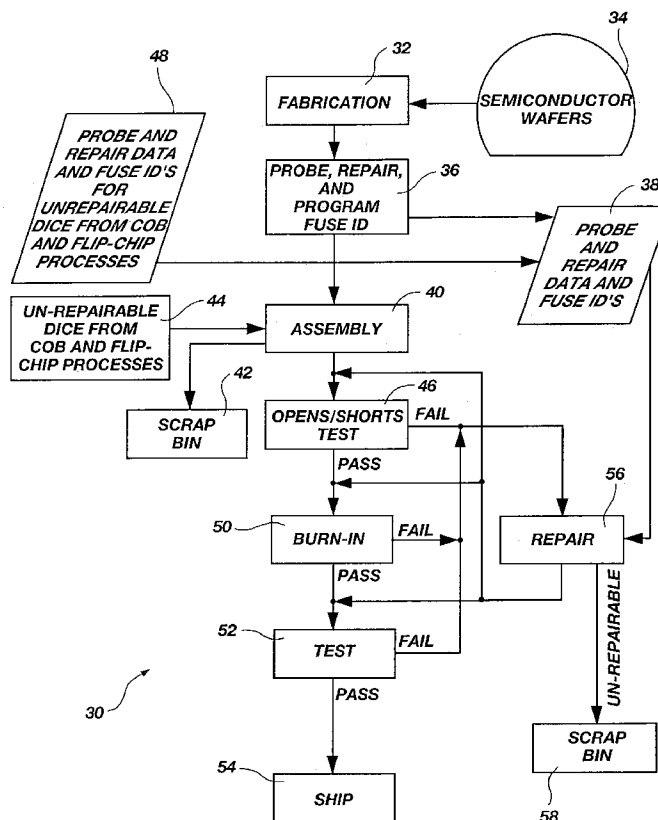 34
48
32
FABRICATION
SEMICONDUCTOR
WAFERS
PROBE AND
REPAIR DATA
AND FUSE ID'S
FOR
UNREPAIRABLE
DICE FROM COB
AND FLIP-CHIP
PROCESSES
PROBE, REPAIR,
AND
PROGRAM
FUSE ID
36
38
PROBE
AND
REPAIR
DATA
AND FUSE
ID'S
44
UN-REPAIRABLE
DICE FROM
COB AND FLIP-
CHIP PROCESSES
40
ASSEMBLY
42
SCRAP
BIN
46
OPENS/SHORTS
TEST
FAIL
PASS
50
BURN-IN
FAIL
PASS
56
REPAIR
UN-REPAIRABLE
52
TEST
FAIL
PASS
30
54
SHIP
SCRAP
BIN
58